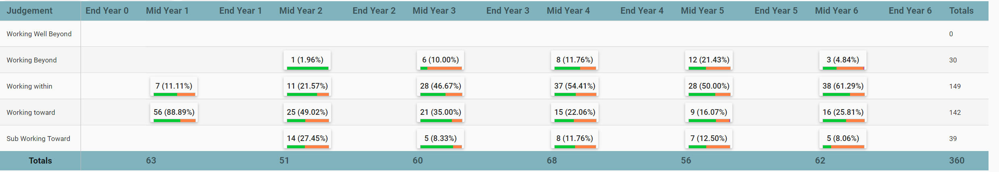 Judgement End Year 0 Mid Year 1 End Year 1 Mid Year 2 End Year 2 Mid Year 3 End Year 3 Mid Year 4 End Year 4 Mid Year 5 End Year 5 Mid Year 6 End Year 6 Totals
Working Well Beyond 0
Working Beyond 1 (1.96%) 6 (10.00%) 8 (11.76%) 12 (21.43%) 3 (4.84%) 30
Working within 7 (11.11%) 11 (21.57%) 28 (46.67%) 37 (54.41%) 28 (50.00%) 38 (61.29%) 149
Working toward 56 (88.89%) 25 (49.02%) 21 (35.00%) 15 (22.06%) 9 (16.07%) 16 (25.81%) 142
Sub Working Toward 14 (27.45%) 5 (8.33%) 8 (11.76%) 7 (12.50%) 5 (8.06%) 39
Totals 63 51 60 68 56 62 360